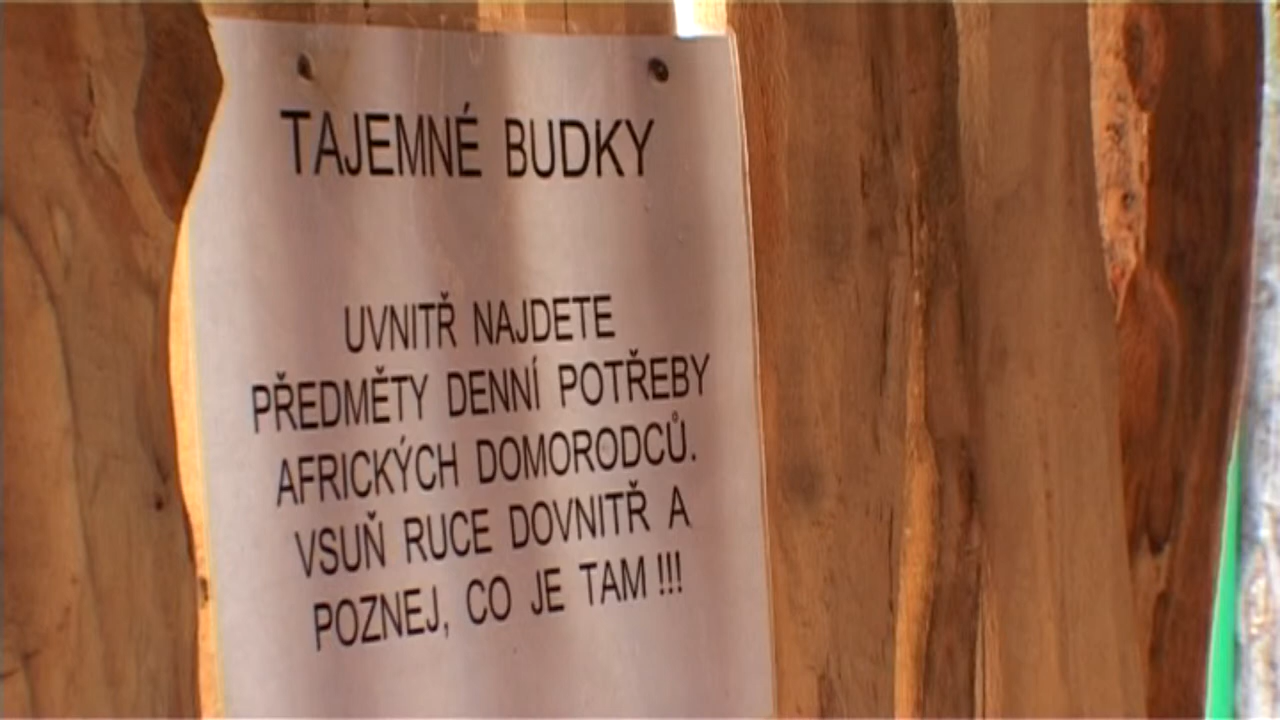 TAJEMNÉ BUDKY
UVNITŘ NAJDETE
PŘEDMĚTY DENNÍ POTŘEBY
AFRICKÝCH DOMORODCŮ.
VSUŇ RUCE DOVNITŘ A
POZNEJ, CO JE TAM !!!